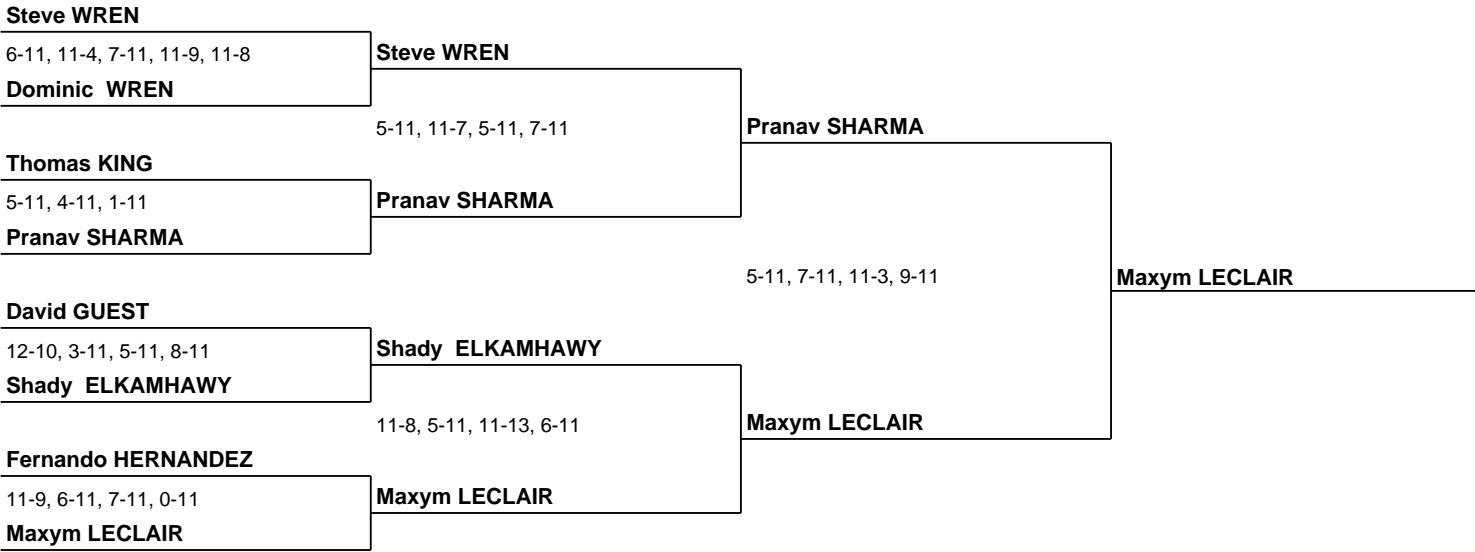 Steve WREN
6-11, 11-4, 7-11, 11-9, 11-8
Steve WREN
Dominic  WREN
5-11, 11-7, 5-11, 7-11
Pranav SHARMA
Thomas KING
5-11, 4-11, 1-11
Pranav SHARMA
Pranav SHARMA
5-11, 7-11, 11-3, 9-11
Maxym LECLAIR
David GUEST
12-10, 3-11, 5-11, 8-11
Shady  ELKAMHAWY
Shady  ELKAMHAWY
11-8, 5-11, 11-13, 6-11
Maxym LECLAIR
Fernando HERNANDEZ
11-9, 6-11, 7-11, 0-11
Maxym LECLAIR
Maxym LECLAIR